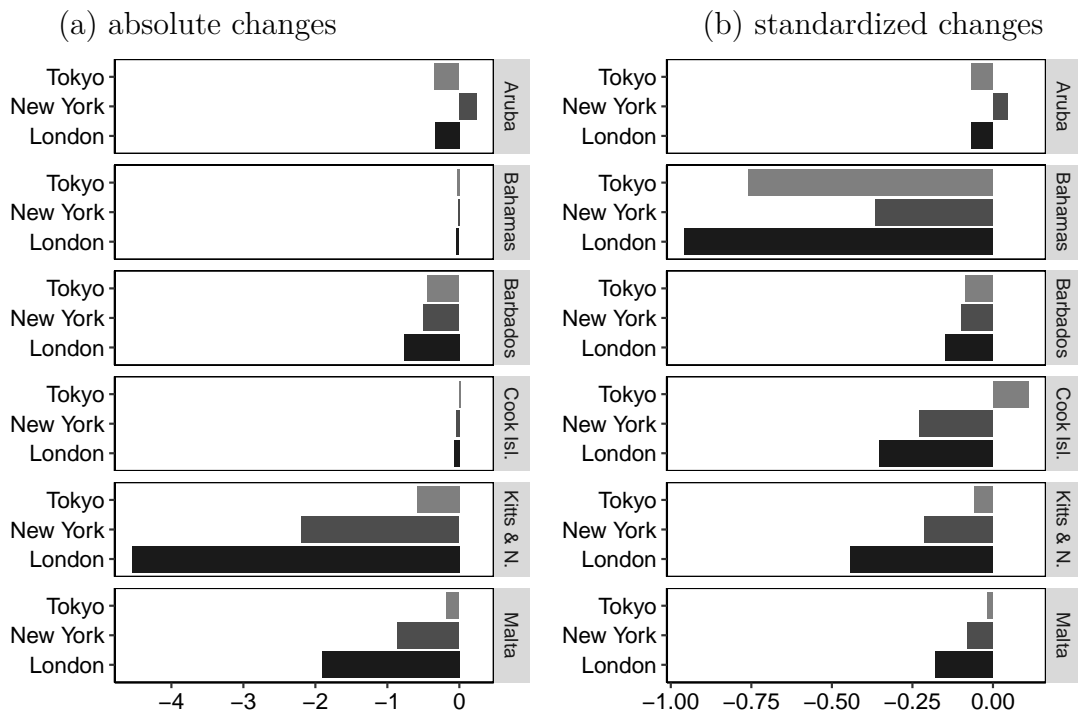 (a) absolute changes
Tokyo
New York
London
Aruba
Tokyo
New York
London
Bahamas
Tokyo
New York
London
Barbados
Tokyo
New York
London
Cook Isl.
Tokyo
New York
London
Kitts & N.
Tokyo
New York
London
Malta
−4 −3 −2 −1 0
(b) standardized changes
Tokyo
New York
London
Aruba
Tokyo
New York
London
Bahamas
Tokyo
New York
London
Barbados
Tokyo
New York
London
Cook Isl.
Tokyo
New York
London
Kitts & N.
Tokyo
New York
London
Malta
−1.00 −0.75 −0.50 −0.25 0.00